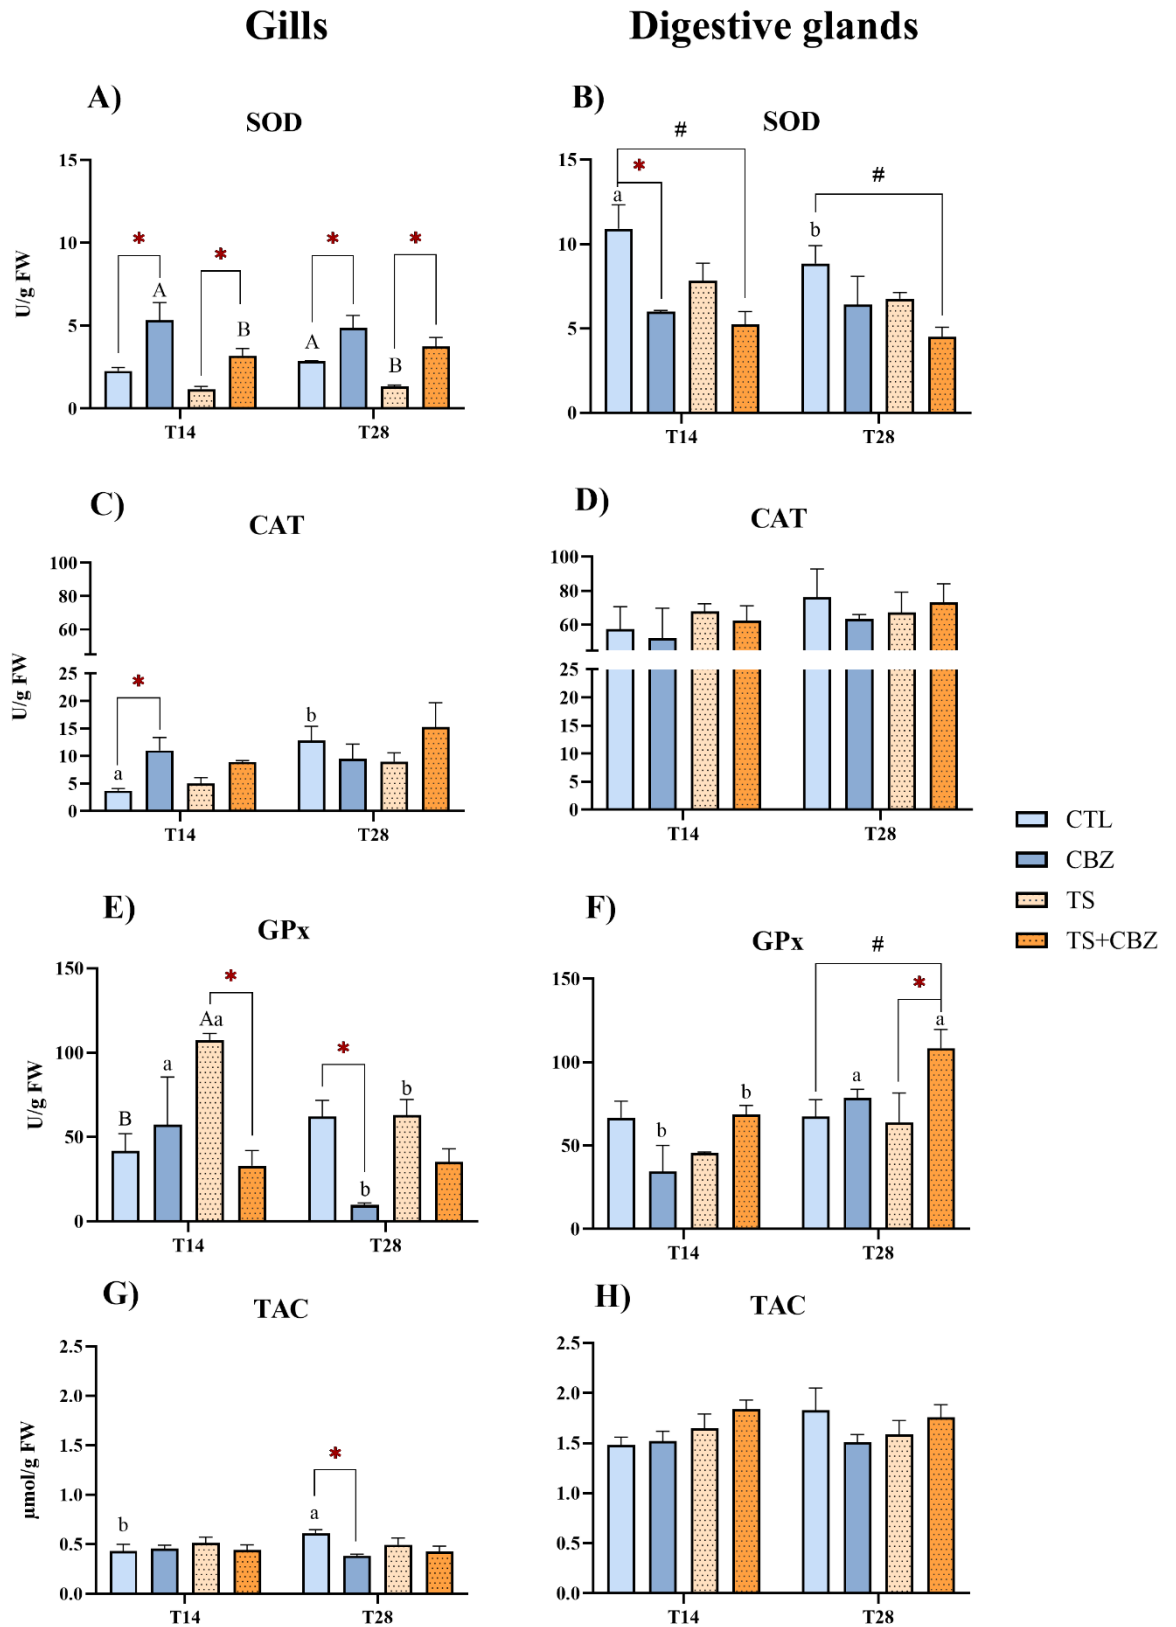 Gills
Digestive glands
A)
SOD
U/g FW
15
10
5
0
*
*
*
*
A
B
A
B
T14
T28
B)
SOD
15
10
5
0
#
*
#
a
b
T14
T28
C)
CAT
U/g FW
100
80
60
25
20
15
10
5
0
*
a
b
T14
T28
D)
CAT
100
80
60
25
20
15
10
5
0
T14
T28
CTL
CBZ
TS
TS+CBZ
E)
GPx
U/g FW
150
100
50
0
*
*
B
a
Aa
b
b
T14
T28
F)
GPx
150
100
50
0
#
*
b
b
a
a
T14
T28
G)
TAC
µmol/g FW
2.5
2.0
1.5
1.0
0.5
0.0
*
b
a
T14
T28
H)
TAC
2.5
2.0
1.5
1.0
0.5
0.0
T14
T28